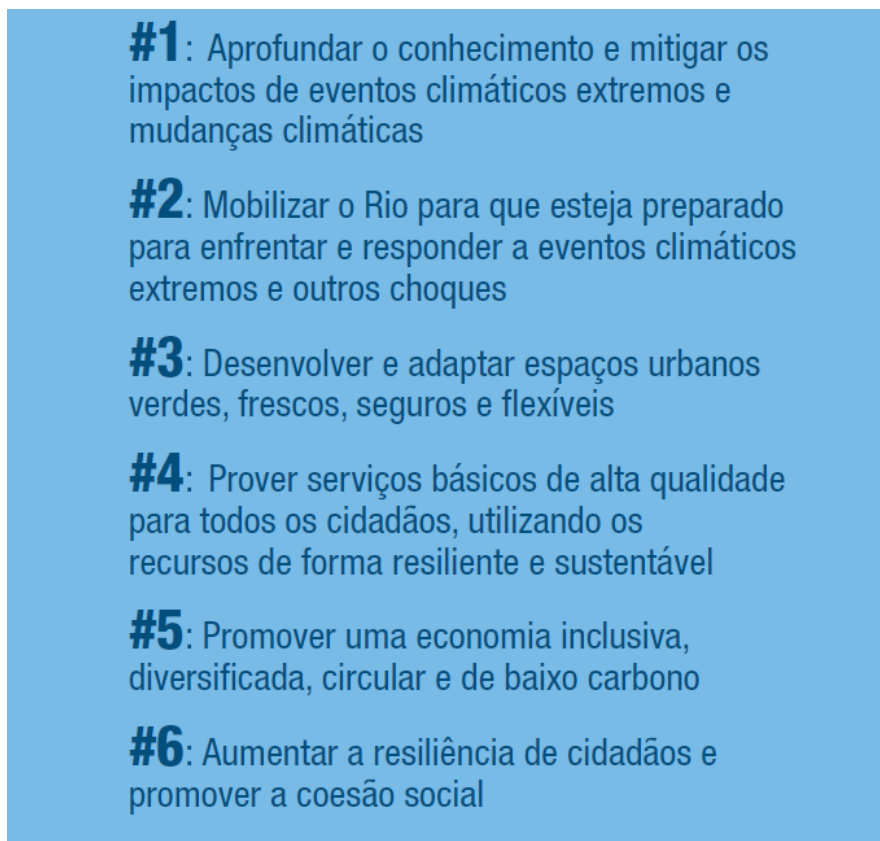 #1: Aprofundar o conhecimento e mitigar os
impactos de eventos climáticos extremos e
mudanças climáticas
#2: Mobilizar o Rio para que esteja preparado
para enfrentar e responder a eventos climáticos
extremos e outros choques
#3: Desenvolver e adaptar espaços urbanos
verdes, frescos, seguros e flexíveis
#4: Prover serviços básicos de alta qualidade
para todos os cidadãos, utilizando os
recursos de forma resiliente e sustentável
#5: Promover uma economia inclusiva,
diversificada, circular e de baixo carbono
#6: Aumentar a resiliência de cidadãos e
promover a coesão social